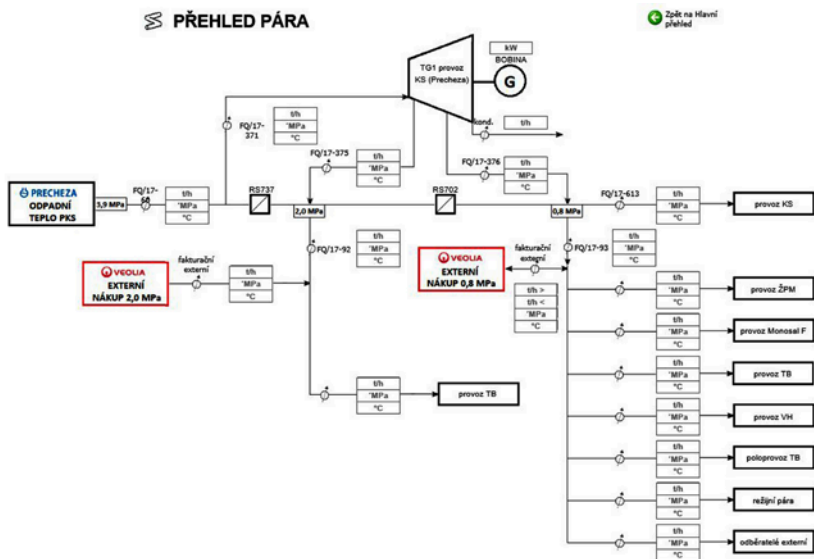 PŘEHLED PÁRA
Zpět na Hlavní
přehled
kW
BOBINA
TG1 provoz
KS (Precheza)
G
t/h
°MPa
°C
FQ/17-
371
kond.
t/h
FQ/17-375
t/h
°MPa
°C
FQ/17-376
t/h
°MPa
°C
PRECHEZA
ODPADNÍ
TEPLO PKS
3,9 MPa
FQ/17-
68
t/h
°MPa
°C
RS737
2,0 MPa
RS702
0,8 MPa
FQ/17-613
t/h
°MPa
°C
provoz KS
FQ/17-92
t/h
°MPa
°C
FQ/17-93
t/h
°MPa
°C
VEOLIA
EXTERNÍ
NÁKUP 2,0 MPa
fakturační
externí
t/h
°MPa
°C
VEOLIA
EXTERNÍ
NÁKUP 0,8 MPa
fakturační
externí
t/h >
t/h <
°MPa
°C
t/h
°MPa
°C
provoz ŽPM
t/h
°MPa
°C
provoz Monosal F
t/h
°MPa
°C
provoz TB
t/h
°MPa
°C
provoz TB
t/h
°MPa
°C
provoz VH
t/h
°MPa
°C
poloprovoz TB
t/h
°MPa
°C
režijní pára
t/h
°MPa
°C
odběratelé externí